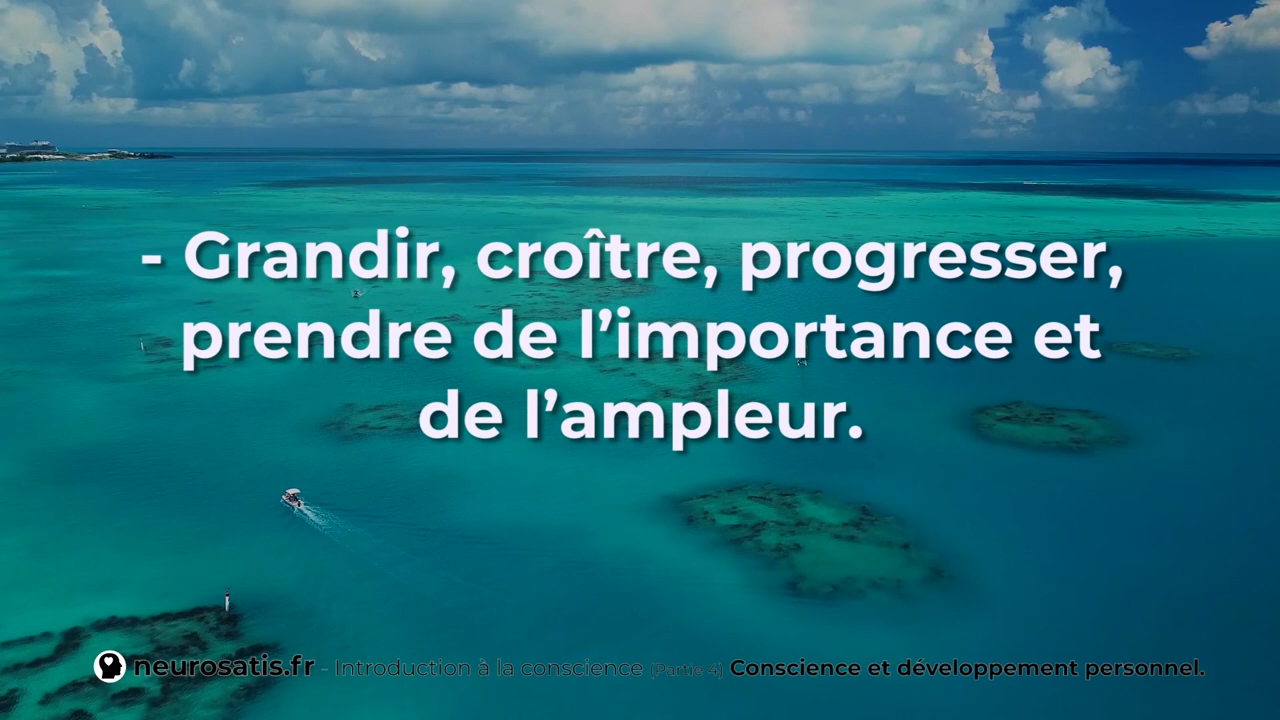 - Grandir, croître, progresser,
prendre de l’importance et
de l’ampleur.
neurosatis.fr - Introduction à la conscience (Partie 4) Conscience et développement personnel.